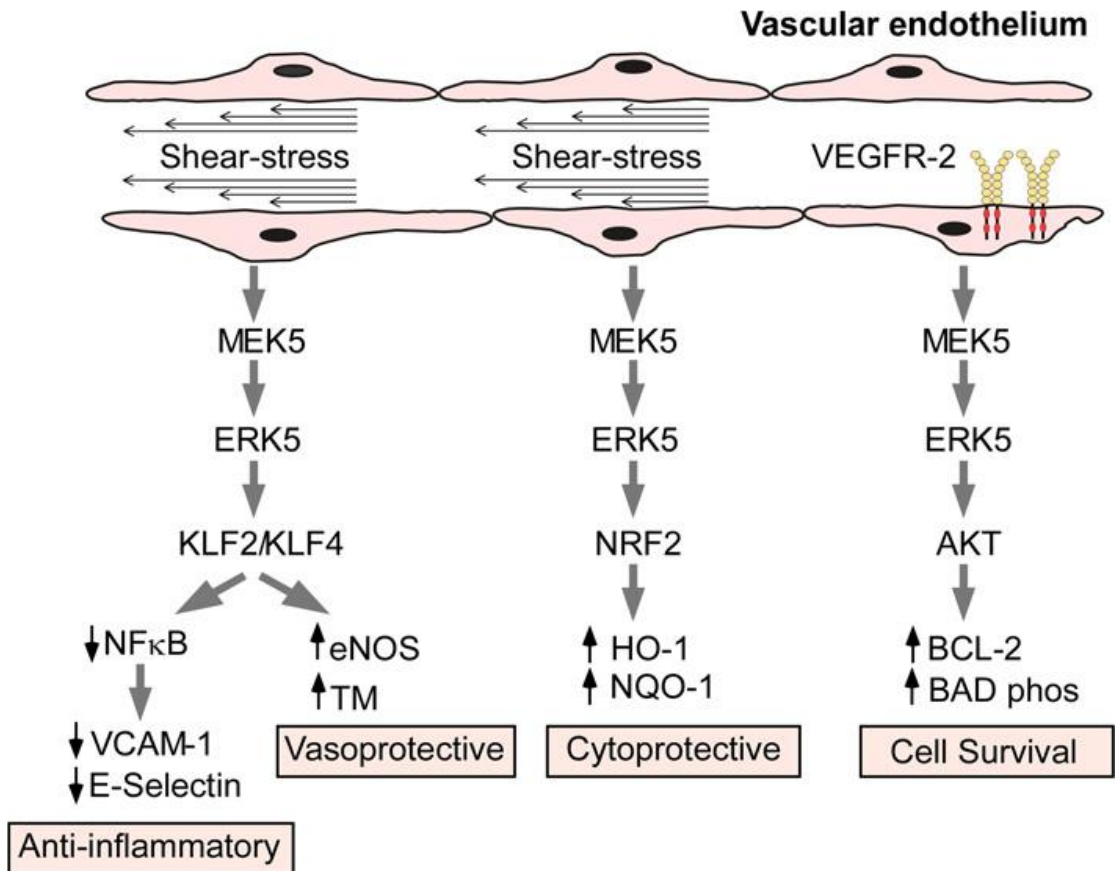 Vascular endothelium
Shear-stress
Shear-stress
VEGFR-2
MEK5
MEK5
MEK5
ERK5
ERK5
ERK5
KLF2/KLF4
NRF2
AKT
NFκB
eNOS
TM
HO-1
NQO-1
BCL-2
BAD phos
VCAM-1
E-Selectin
Vasoprotective
Cytoprotective
Cell Survival
Anti-inflammatory